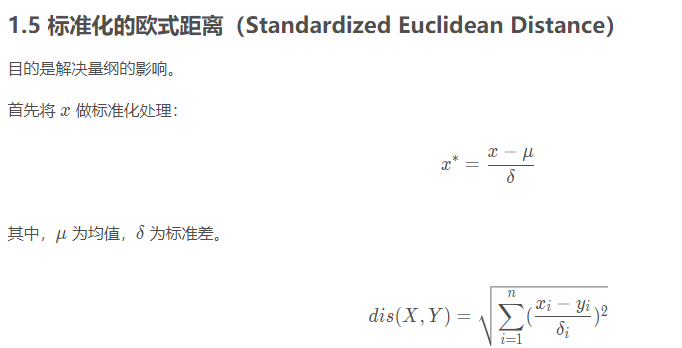 1.5 标准化的欧式距离（Standardized Euclidean Distance）
目的是解决量纲的影响。
首先将 $x$ 做标准化处理：
$x^* = \frac{x - \mu}{\delta}$
其中，$\mu$ 为均值，$\delta$ 为标准差。
$dis(X, Y) = \sqrt{\sum_{i=1}^{n} (\frac{x_i - y_i}{\delta_i})^2}$